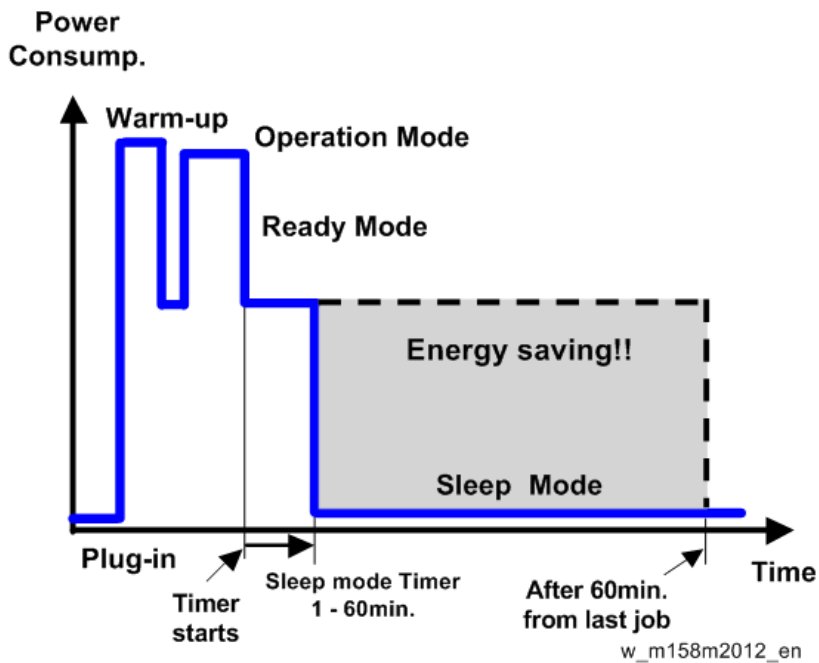 Power
Consump.
Warm-up
Operation Mode
Ready Mode
Energy saving!!
Sleep Mode
Plug-in
Time
Timer
starts
Sleep mode Timer
1 - 60min.
After 60min.
from last job
w_m158m2012_en